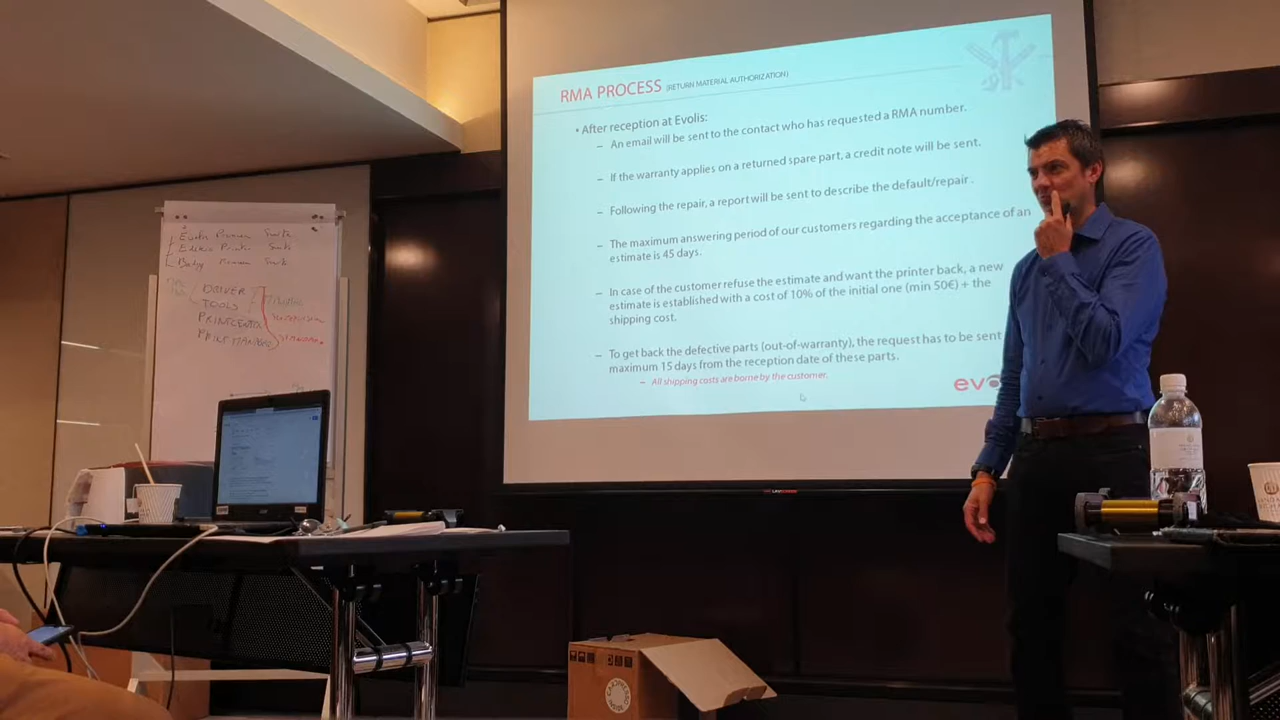 RMA PROCESS (RETURN MATERIAL AUTHORIZATION)
• After reception at Evolis:
– An email will be sent to the contact who has requested a RMA number.
– If the warranty applies on a returned spare part, a credit note will be sent.
– Following the repair, a report will be sent to describe the default/repair.
– The maximum answering period of our customers regarding the acceptance of an
estimate is 45 days.
– In case of the customer refuse the estimate and want the printer back, a new
estimate is established with a cost of 10% of the initial one (min 50€) + the
shipping cost.
– To get back the defective parts (out-of-warranty), the request has to be sent
maximum 15 days from the reception date of these parts.
– All shipping costs are borne by the customer.
evo
Premium Suite
Premium Suite
DRIVER
TOOLS